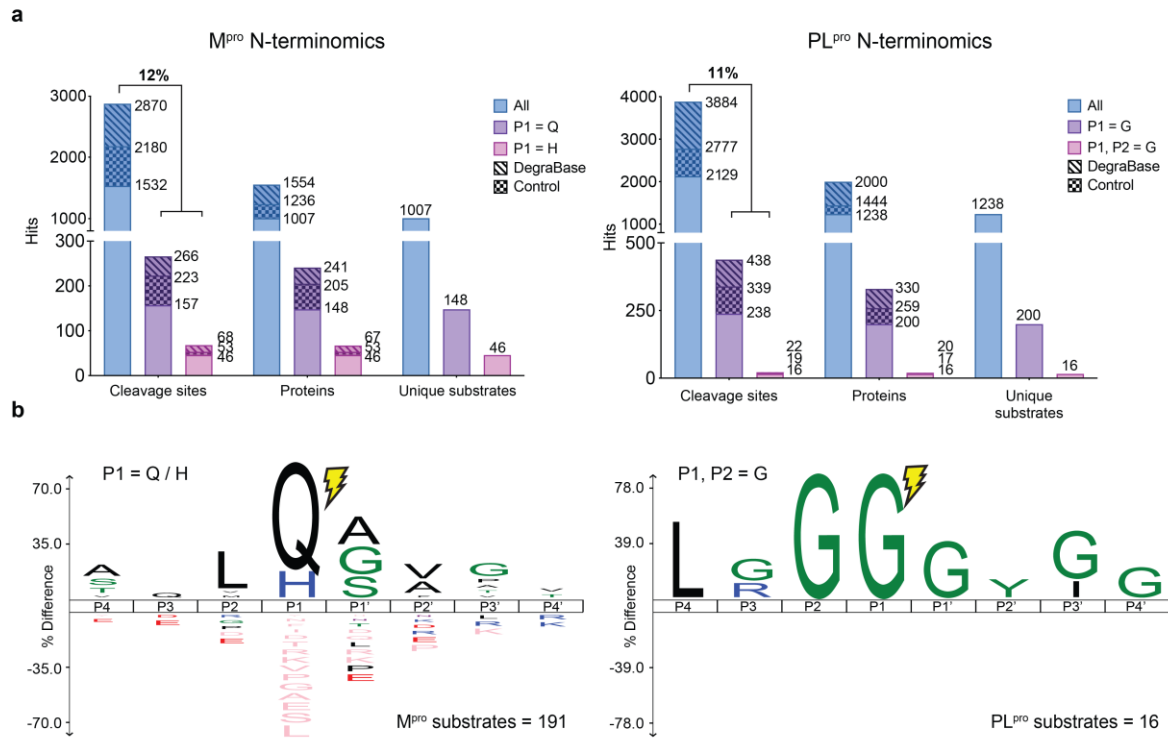 a
Mpro N-terminomics
12%
3000
2000
1000
300
200
100
0
Hits
2870
2180
1532
266
223
157
68
53
46
1554
1236
1007
241
205
148
67
53
46
1007
148
46
Cleavage sites
Proteins
Unique substrates
All
P1 = Q
P1 = H
DegraBase
Control
PLpro N-terminomics
11%
4000
3000
2000
1000
500
250
0
Hits
3884
2777
2129
438
339
238
22
19
16
2000
1444
1238
330
259
200
20
17
16
1238
200
16
Cleavage sites
Proteins
Unique
substrates
All
P1 = G
P1, P2 = G
DegraBase
Control
b
P1 = Q / H
70.0
35.0
% Difference
-35.0
-70.0
A
S
T
Q
L
Q
H
A
G
S
V
A
G
P4 P3 P2 P1 P1' P2' P3' P4'
Mpro substrates = 191
P1, P2 = G
78.0
39.0
% Difference
-39.0
-78.0
L
G
R
G
G
G
Y
G
I
G
P4 P3 P2 P1 P1' P2' P3' P4'
PLpro substrates = 16